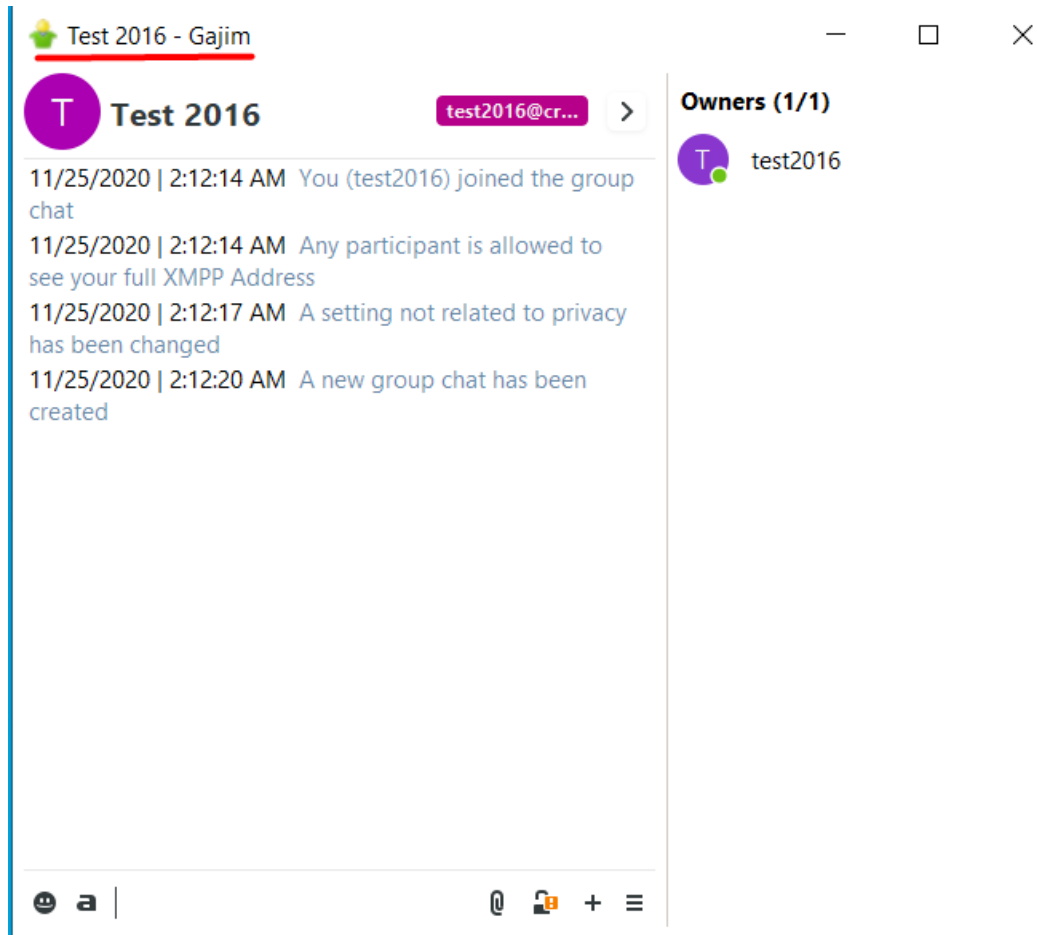 Test 2016 - Gajim
T
Test 2016
test2016@cr...
11/25/2020 | 2:12:14 AM You (test2016) joined the group
chat
11/25/2020 | 2:12:14 AM Any participant is allowed to
see your full XMPP Address
11/25/2020 | 2:12:17 AM A setting not related to privacy
has been changed
11/25/2020 | 2:12:20 AM A new group chat has been
created
a
Owners (1/1)
T
test2016